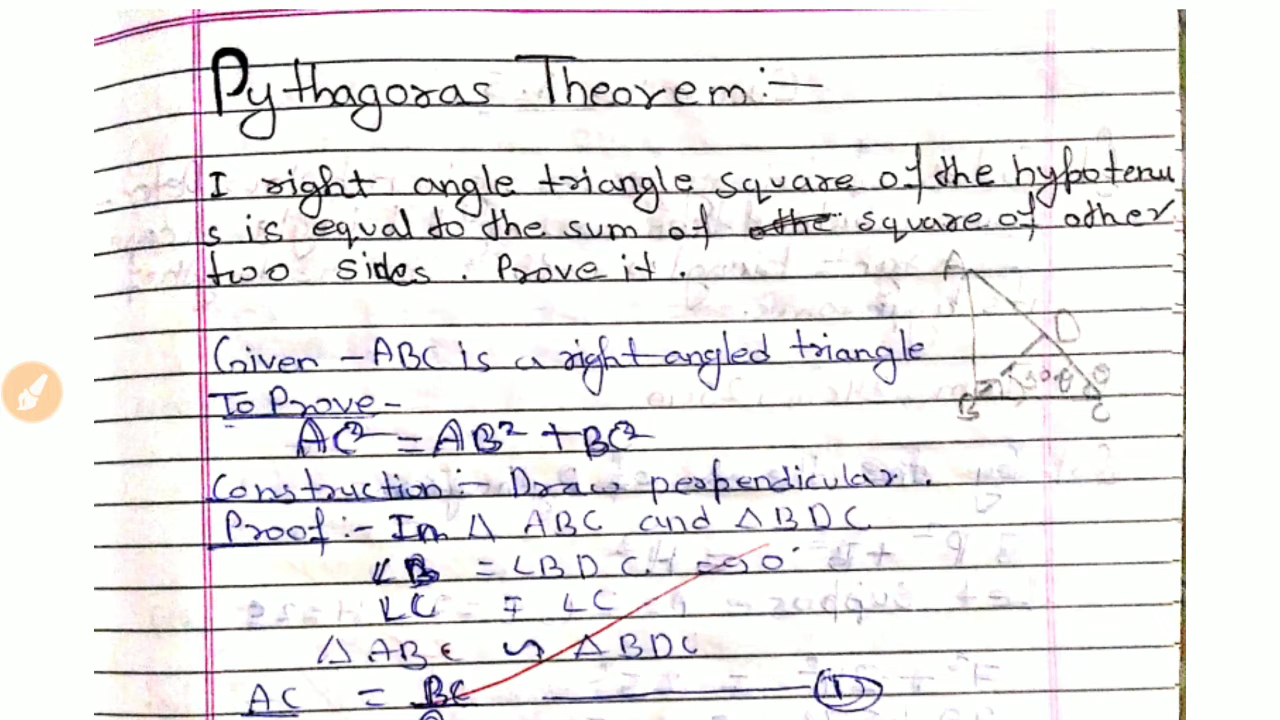 Pythagoras Theorem:-
I right angle triangle square of the hypotenu
s is equal to the sum of square of other
two sides. Prove it.
A
D
B
C
Given - ABC is a right angled triangle
To Prove -
AC² = AB² + BC²
Construction :- Draw perpendicular.
Proof :- In Δ ABC and Δ BDC
∠B = ∠BDC = 90°
∠C = ∠C
Δ ABC ~ Δ BDC
AC = BC ——— (1)